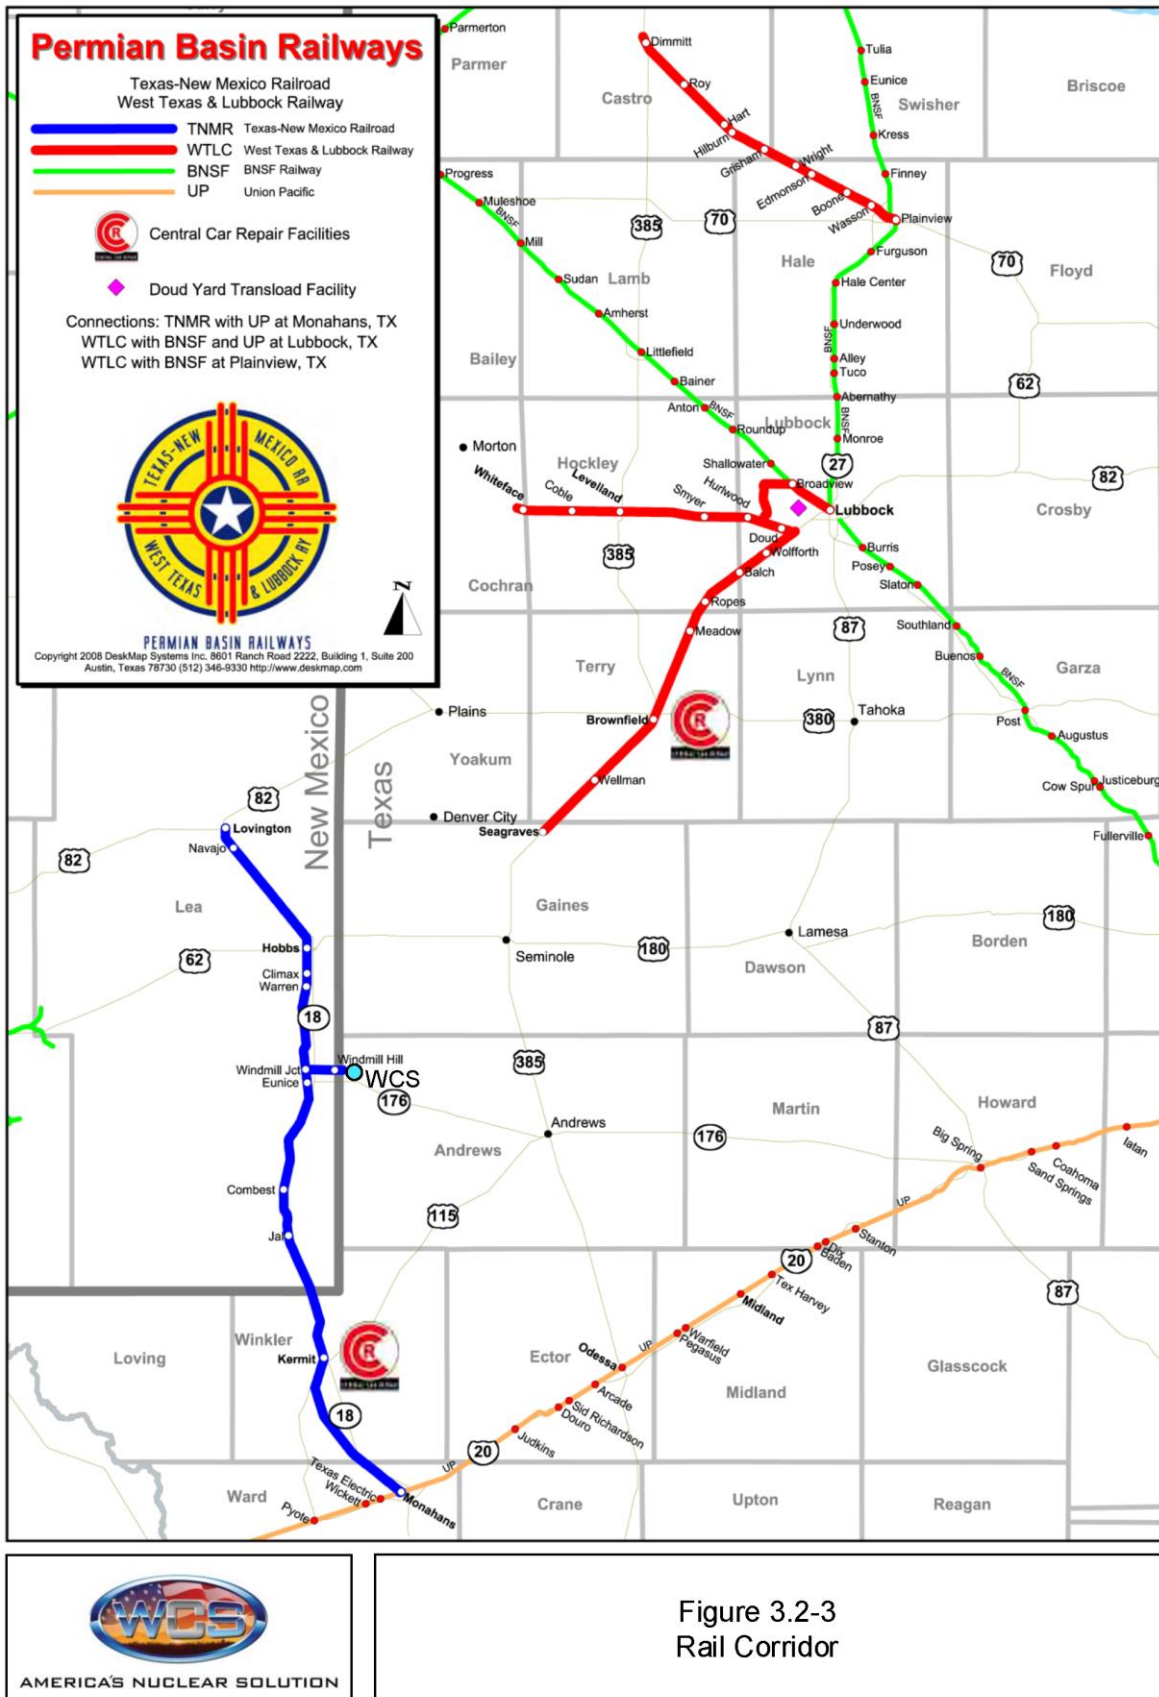 Permian Basin Railways
Texas-New Mexico Railroad
West Texas & Lubbock Railway
TNMR Texas-New Mexico Railroad
WTLC West Texas & Lubbock Railway
BNSF BNSF Railway
UP Union Pacific
CR
CENTRAL CAR REPAIR
Central Car Repair Facilities
Doud Yard Transload Facility
Connections: TNMR with UP at Monahans, TX
WTLC with BNSF and UP at Lubbock, TX
WTLC with BNSF at Plainview, TX
TEXAS-NEW MEXICO RR
WEST TEXAS & LUBBOCK RY
PERMIAN BASIN RAILWAYS
N
Copyright 2008 DeskMap Systems Inc. 8601 Ranch Road 2222, Building 1, Suite 200
Austin, Texas 78730 (512) 346-9330 http://www.deskmap.com
Parmerton
Parmer
Dimmitt
Tulia
Roy
Eunice
Castro
BNSF
Swisher
Briscoe
Hart
Hilburn
Kress
Grisham
Wright
Progress
Edmonson
Finney
Muleshoe
Boone
BNSF
Wasson
Plainview
385
70
Mill
Furguson
Hale
70
Floyd
Sudan
Lamb
Hale Center
Amherst
Underwood
BNSF
Littlefield
Alley
Bailey
Tuco
Bainer
62
Abernathy
Anton
BNSF
BNSF
Lubbock
Roundup
Monroe
Morton
Hockley
Shallowater
27
82
Whiteface
Coble
Levelland
Smyer
Hurlwood
Broadview
Lubbock
Crosby
Doud
385
Wolfforth
Burris
Posey
Cochran
Balch
Slaton
Ropes
Meadow
87
Southland
Buenos
Terry
Lynn
BNSF
Garza
Plains
Brownfield
CR
380
Tahoka
Post
Augustus
New Mexico
Texas
Yoakum
Wellman
Justiceburg
Cow Spur
82
Denver City
Seagraves
Fullerville
Lovington
Navajo
82
Lea
Gaines
180
Hobbs
62
Seminole
180
Lamesa
Borden
Climax
Warren
Dawson
18
87
Windmill Jct
Windmill Hill
WCS
385
Eunice
176
Andrews
Martin
Howard
Andrews
176
Big Spring
Iatan
Coahoma
Sand Springs
Combest
115
UP
Jal
Stanton
Dix
Baden
20
Tex Harvey
87
Midland
Winkler
Loving
Kermit
CR
Ector
UP
Warfield
Pegasus
Odessa
Glasscock
Arcade
Midland
18
Sid Richardson
Douro
20
Judkins
UP
Texas Electric
Wickett
Ward
Pyote
Monahans
Crane
Upton
Reagan
WCS
AMERICA'S NUCLEAR SOLUTION
Figure 3.2-3
Rail Corridor